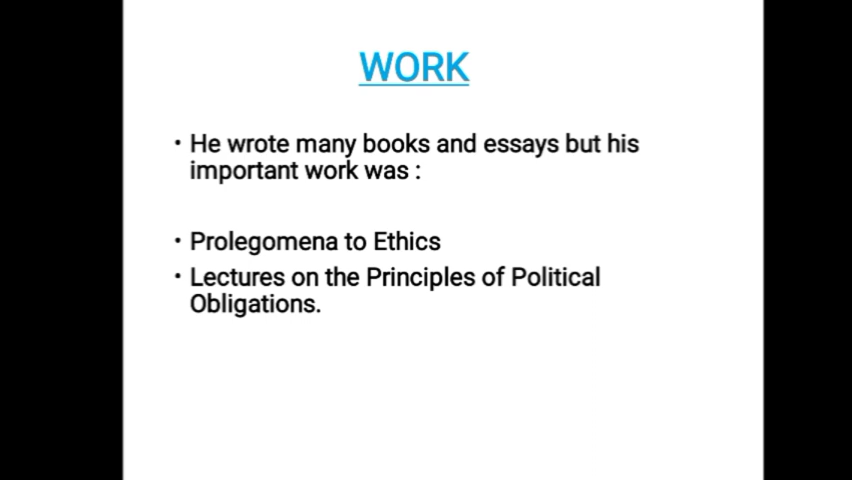 WORK
• He wrote many books and essays but his
important work was :
• Prolegomena to Ethics
• Lectures on the Principles of Political
Obligations.